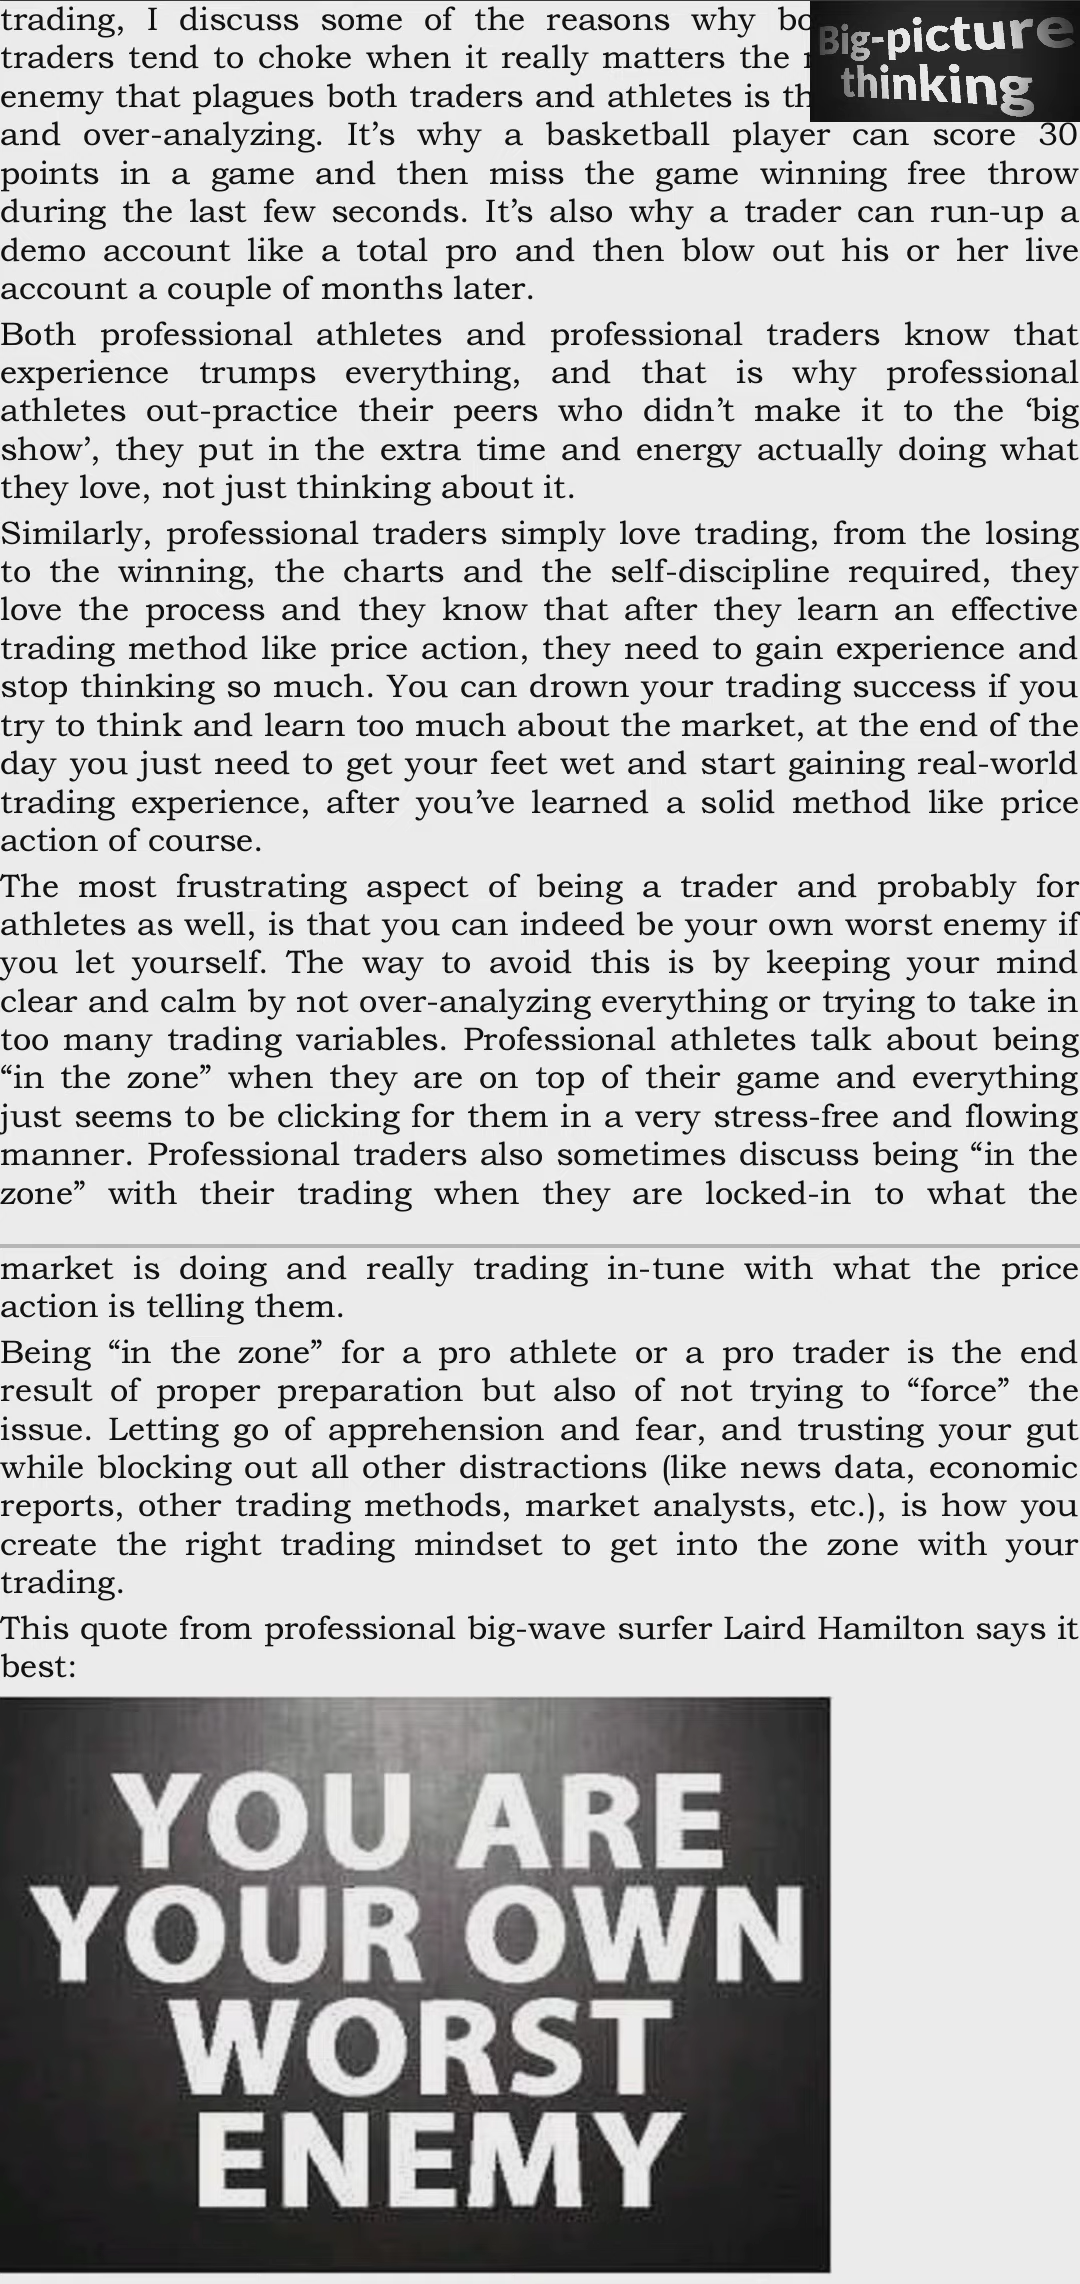 trading, I discuss some of the reasons why
traders tend to choke when it really matters the
enemy that plagues both traders and athletes is
and over-analyzing. It’s why a basketball player can score 30
points in a game and then miss the game winning free throw
during the last few seconds. It’s also why a trader can run-up a
demo account like a total pro and then blow out his or her live
account a couple of months later.
Both professional athletes and professional traders know that
experience trumps everything, and that is why professional
athletes out-practice their peers who didn’t make it to the ‘big
show’, they put in the extra time and energy actually doing what
they love, not just thinking about it.
Similarly, professional traders simply love trading, from the losing
to the winning, the charts and the self-discipline required, they
love the process and they know that after they learn an effective
trading method like price action, they need to gain experience and
stop thinking so much. You can drown your trading success if you
try to think and learn too much about the market, at the end of the
day you just need to get your feet wet and start gaining real-world
trading experience, after you’ve learned a solid method like price
action of course.
The most frustrating aspect of being a trader and probably for
athletes as well, is that you can indeed be your own worst enemy if
you let yourself. The way to avoid this is by keeping your mind
clear and calm by not over-analyzing everything or trying to take in
too many trading variables. Professional athletes talk about being
“in the zone” when they are on top of their game and everything
just seems to be clicking for them in a very stress-free and flowing
manner. Professional traders also sometimes discuss being “in the
zone” with their trading when they are locked-in to what the
market is doing and really trading in-tune with what the price
action is telling them.
Being “in the zone” for a pro athlete or a pro trader is the end
result of proper preparation but also of not trying to “force” the
issue. Letting go of apprehension and fear, and trusting your gut
while blocking out all other distractions (like news data, economic
reports, other trading methods, market analysts, etc.), is how you
create the right trading mindset to get into the zone with your
trading.
This quote from professional big-wave surfer Laird Hamilton says it
best:
YOU ARE
YOUR OWN
WORST
ENEMY
Big-picture
thinking